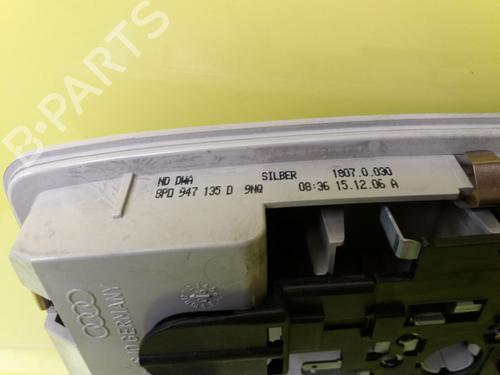 B-PARTS
ND DWA SILBER 1807.0.030
8P0 947 135 D 9NQ 08:36 15.12.06 A
GERMANY